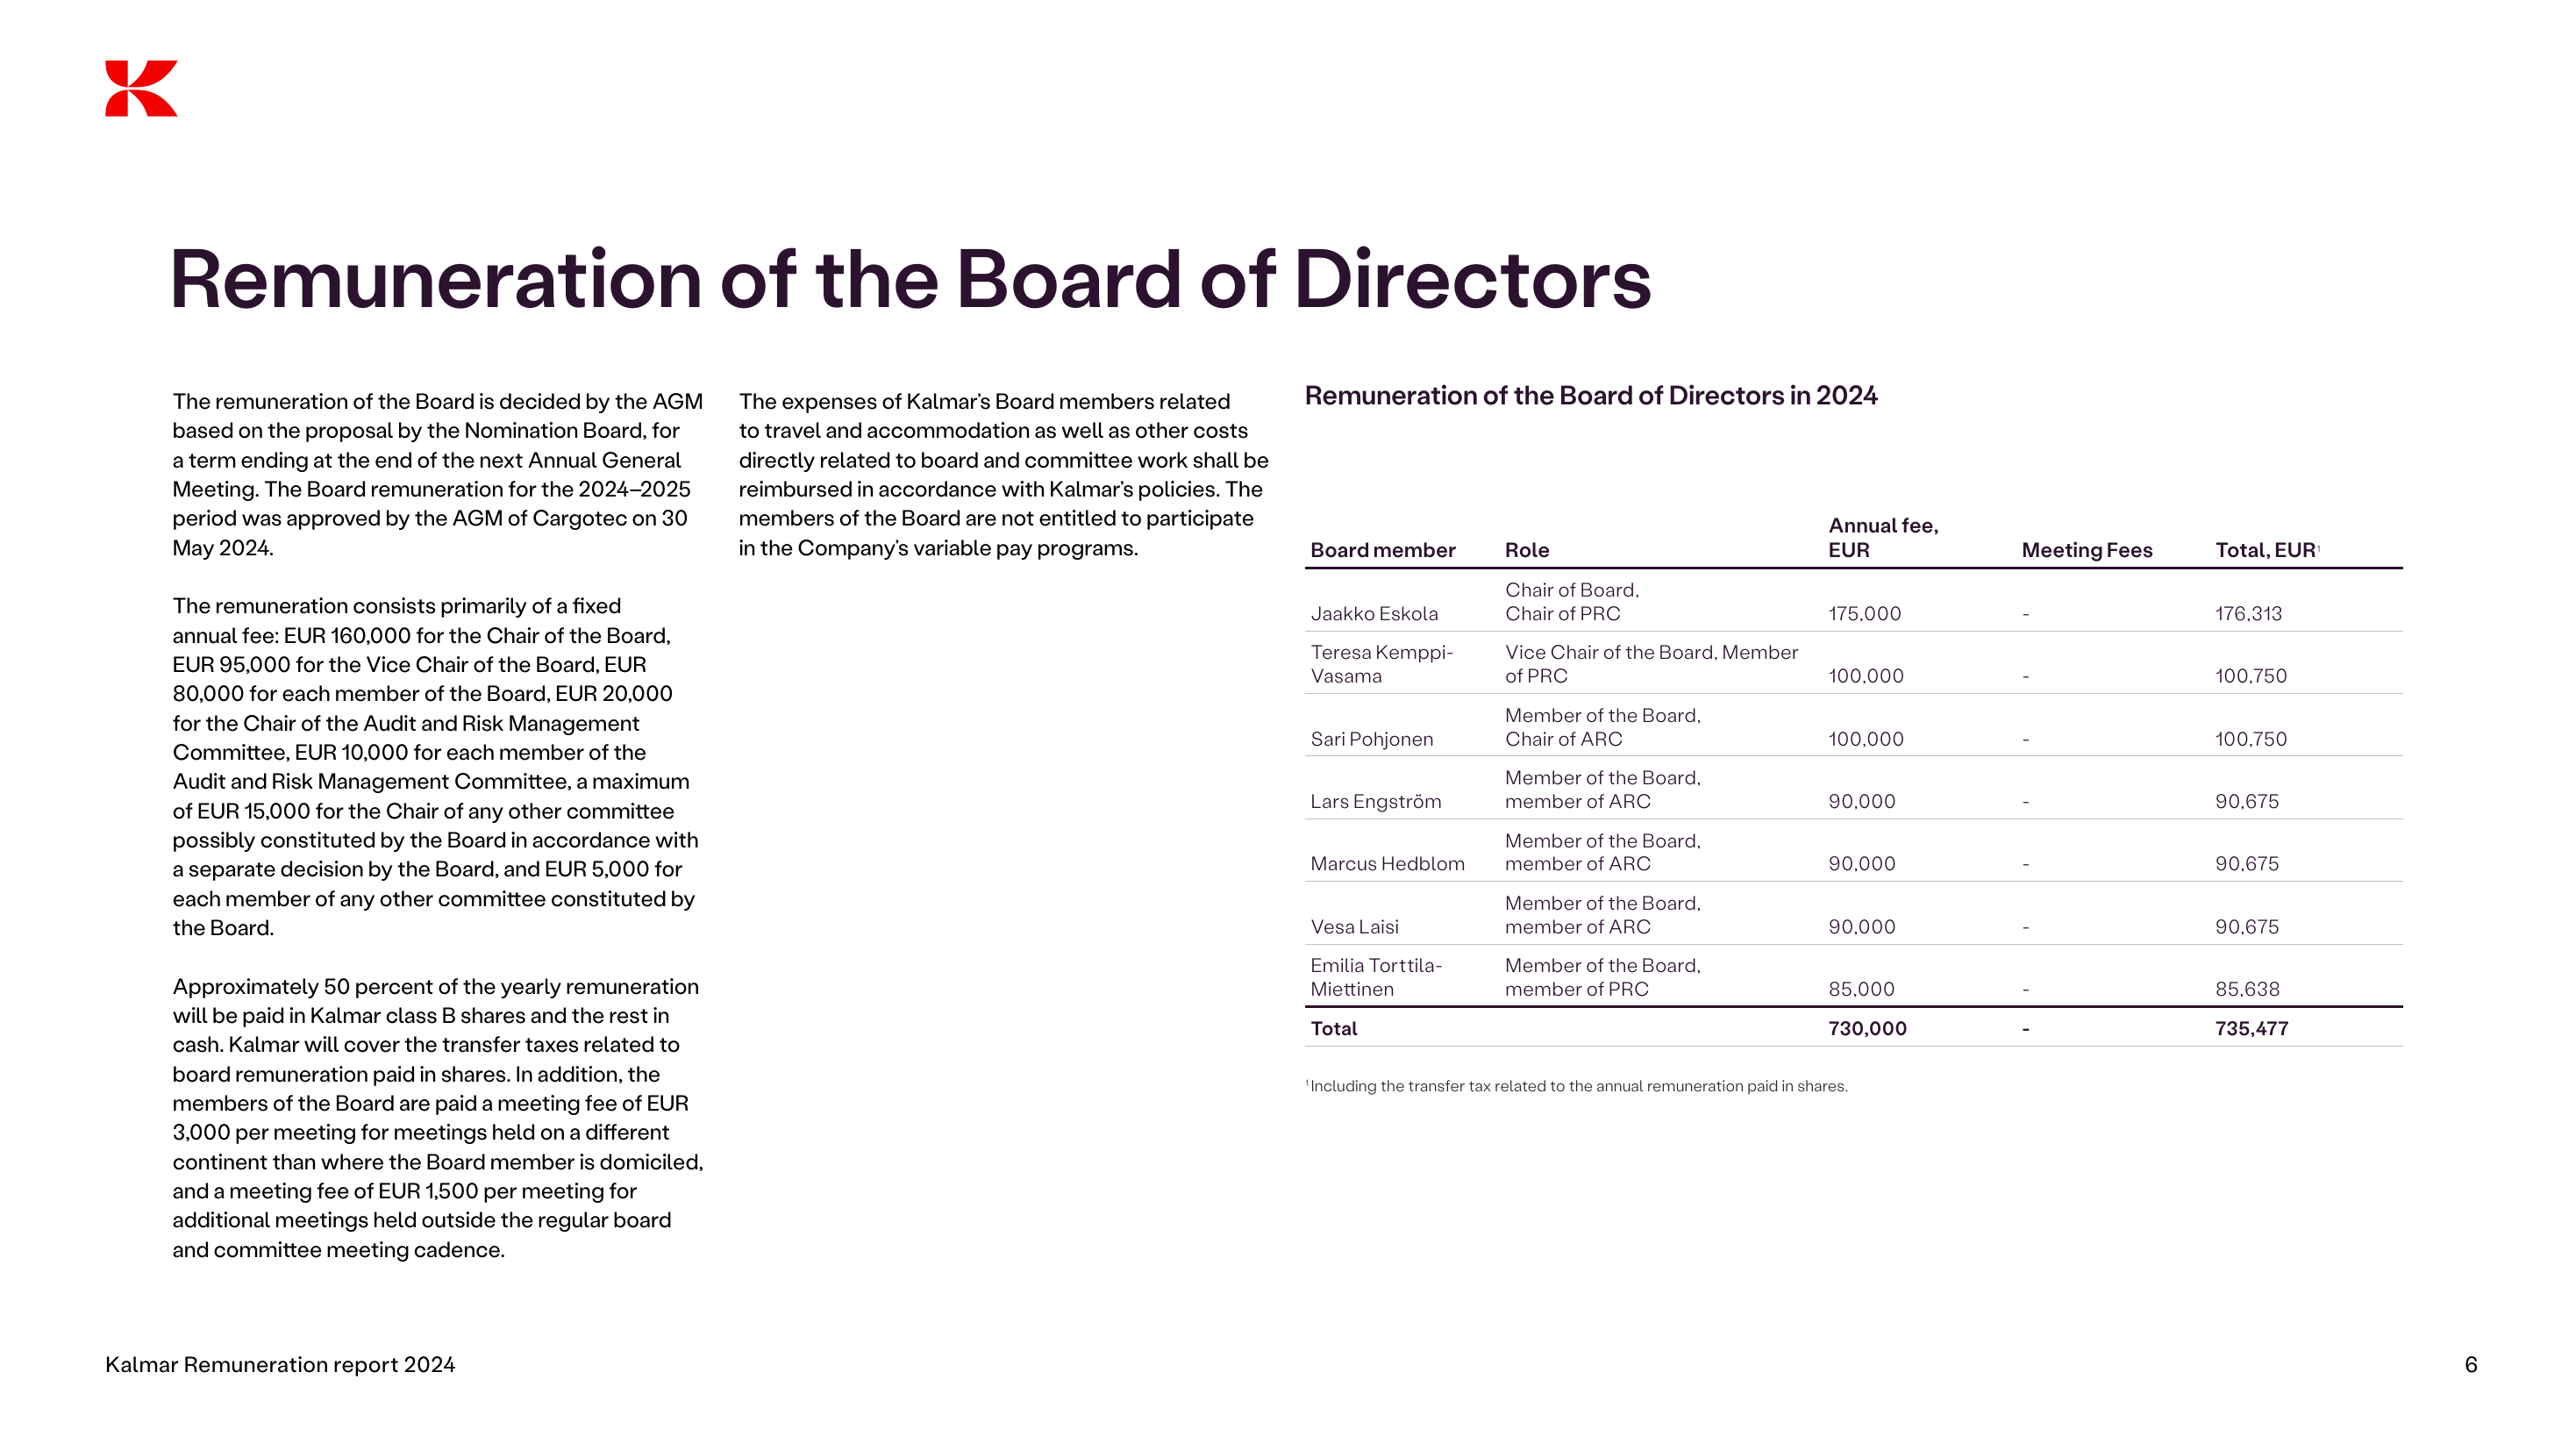 Remuneration of the Board of Directors
The remuneration of the Board is decided by the AGM
based on the proposal by the Nomination Board, for
a term ending at the end of the next Annual General
Meeting. The Board remuneration for the 2024–2025
period was approved by the AGM of Cargotec on 30
May 2024.
The remuneration consists primarily of a fixed
annual fee: EUR 160,000 for the Chair of the Board,
EUR 95,000 for the Vice Chair of the Board, EUR
80,000 for each member of the Board, EUR 20,000
for the Chair of the Audit and Risk Management
Committee, EUR 10,000 for each member of the
Audit and Risk Management Committee, a maximum
of EUR 15,000 for the Chair of any other committee
possibly constituted by the Board in accordance with
a separate decision by the Board, and EUR 5,000 for
each member of any other committee constituted by
the Board.
Approximately 50 percent of the yearly remuneration
will be paid in Kalmar class B shares and the rest in
cash. Kalmar will cover the transfer taxes related to
board remuneration paid in shares. In addition, the
members of the Board are paid a meeting fee of EUR
3,000 per meeting for meetings held on a different
continent than where the Board member is domiciled,
and a meeting fee of EUR 1,500 per meeting for
additional meetings held outside the regular board
and committee meeting cadence.
The expenses of Kalmar’s Board members related
to travel and accommodation as well as other costs
directly related to board and committee work shall be
reimbursed in accordance with Kalmar’s policies. The
members of the Board are not entitled to participate
in the Company’s variable pay programs.
Remuneration of the Board of Directors in 2024
Annual fee,
Board member Role EUR Meeting Fees Total, EUR¹
Chair of Board,
Jaakko Eskola Chair of PRC 175,000 - 176,313
Teresa Kemppi- Vice Chair of the Board, Member
Vasama of PRC 100,000 - 100,750
Member of the Board,
Sari Pohjonen Chair of ARC 100,000 - 100,750
Member of the Board,
Lars Engström member of ARC 90,000 - 90,675
Member of the Board,
Marcus Hedblom member of ARC 90,000 - 90,675
Member of the Board,
Vesa Laisi member of ARC 90,000 - 90,675
Emilia Torttila- Member of the Board,
Miettinen member of PRC 85,000 - 85,638
Total 730,000 - 735,477
¹ Including the transfer tax related to the annual remuneration paid in shares.
Kalmar Remuneration report 2024 6